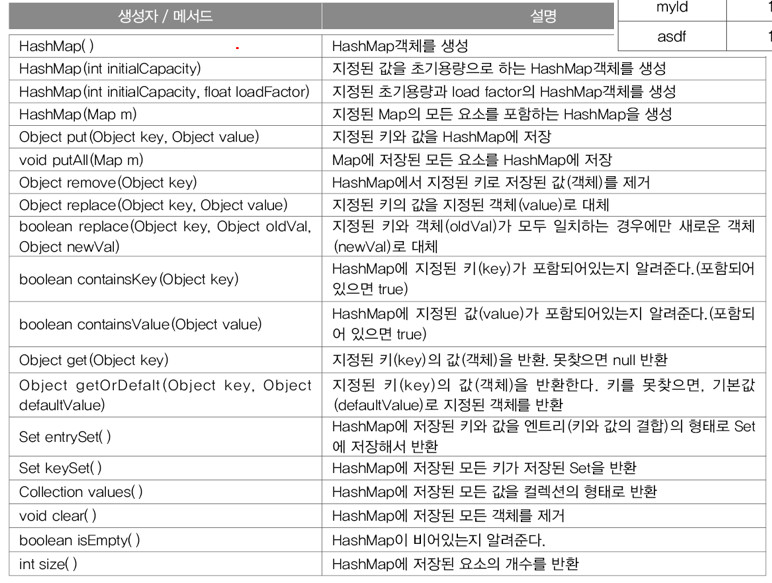 생성자 / 메서드
설명
myId
1
asdf
1
HashMap( )
HashMap객체를 생성
HashMap(int initialCapacity)
지정된 값을 초기용량으로 하는 HashMap객체를 생성
HashMap(int initialCapacity, float loadFactor)
지정된 초기용량과 load factor의 HashMap객체를 생성
HashMap(Map m)
지정된 Map의 모든 요소를 포함하는 HashMap을 생성
Object put(Object key, Object value)
지정된 키와 값을 HashMap에 저장
void putAll(Map m)
Map에 저장된 모든 요소를 HashMap에 저장
Object remove(Object key)
HashMap에서 지정된 키로 저장된 값(객체)를 제거
Object replace(Object key, Object value)
지정된 키의 값을 지정된 객체(value)로 대체
boolean replace(Object key, Object oldVal,
Object newVal)
지정된 키와 객체(oldVal)가 모두 일치하는 경우에만 새로운 객체
(newVal)로 대체
boolean containsKey(Object key)
HashMap에 지정된 키(key)가 포함되어있는지 알려준다.(포함되어
있으면 true)
boolean containsValue(Object value)
HashMap에 지정된 값(value)가 포함되어있는지 알려준다.(포함되
어 있으면 true)
Object get(Object key)
지정된 키(key)의 값(객체)을 반환. 못찾으면 null 반환
Object getOrDefalt(Object key, Object
defaultValue)
지정된 키(key)의 값(객체)을 반환한다. 키를 못찾으면, 기본값
(defaultValue)로 지정된 객체를 반환
Set entrySet( )
HashMap에 저장된 키와 값을 엔트리(키와 값의 결합)의 형태로 Set
에 저장해서 반환
Set keySet( )
HashMap에 저장된 모든 키가 저장된 Set을 반환
Collection values( )
HashMap에 저장된 모든 값을 컬렉션의 형태로 반환
void clear( )
HashMap에 저장된 모든 객체를 제거
boolean isEmpty( )
HashMap이 비어있는지 알려준다.
int size( )
HashMap에 저장된 요소의 개수를 반환